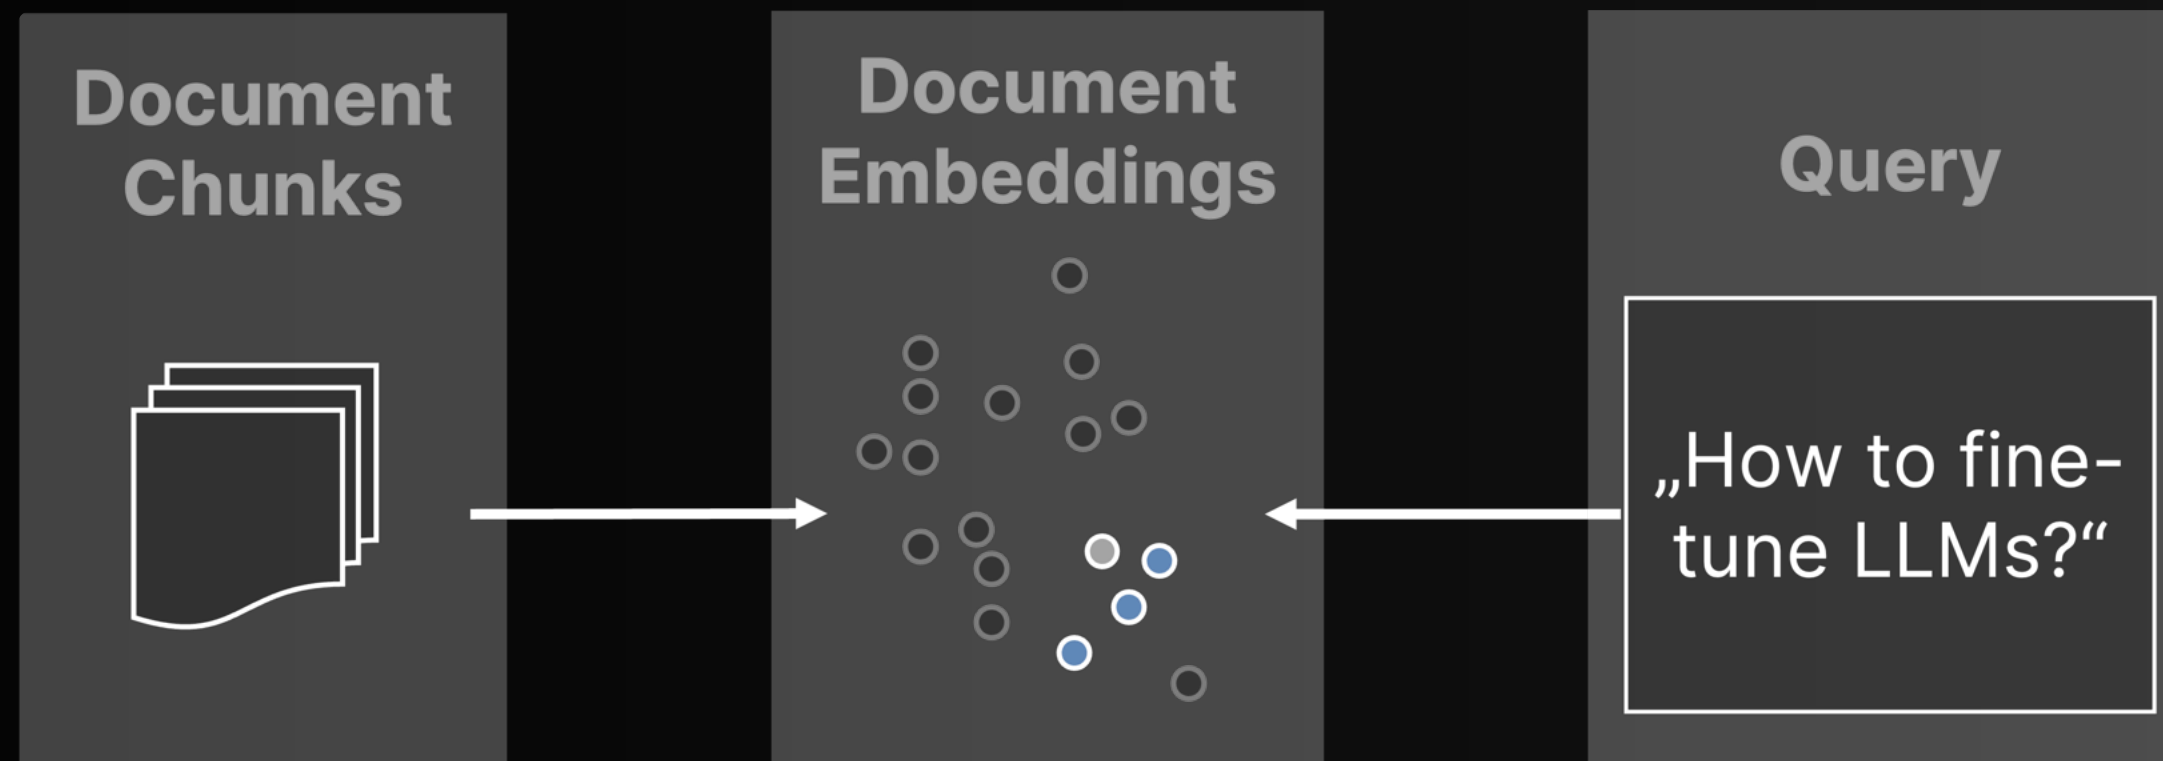 Document
Chunks
Document
Embeddings
Query
„How to fine-
tune LLMs?“